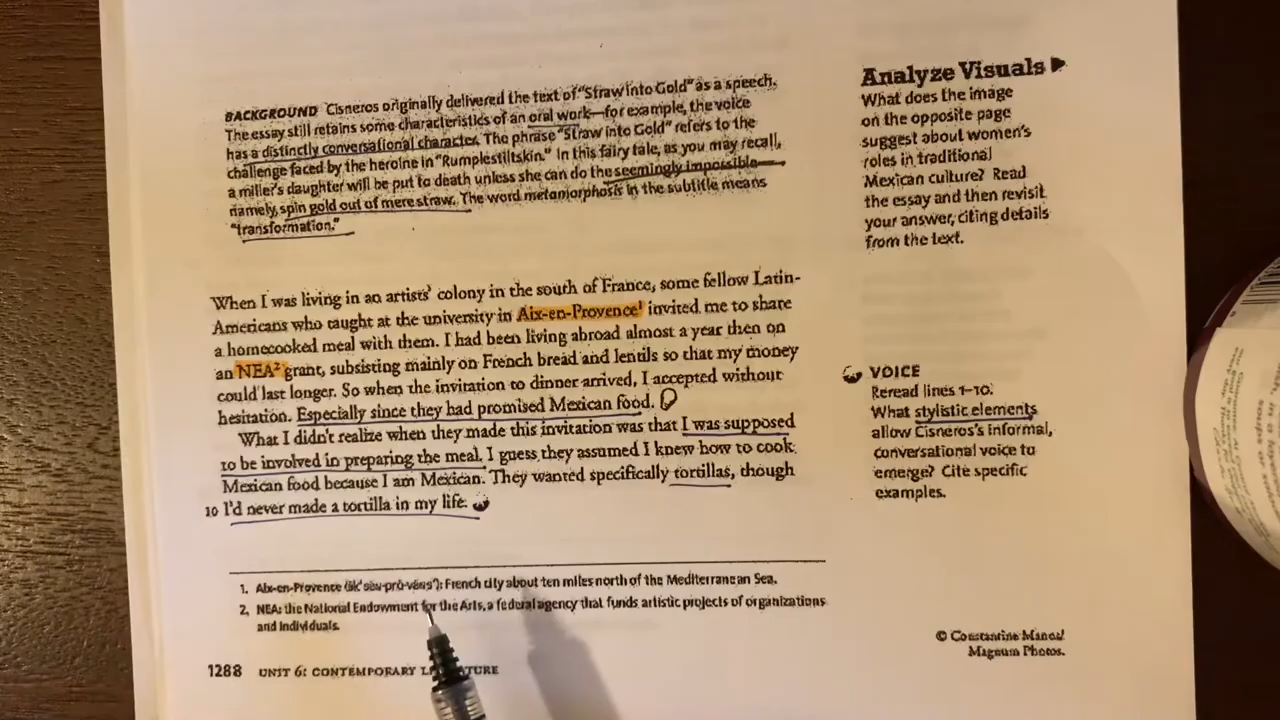 BACKGROUND Cisneros originally delivered the text of "Straw into Gold" as a speech.
The essay still retains some characteristics of an oral work—for example, the voice
has a distinctly conversational character. The phrase "Straw into Gold" refers to the
challenge faced by the heroine in "Rumplestiltskin." In this fairy tale, as you may recall,
a miller's daughter will be put to death unless she can do the seemingly impossible—
namely, spin gold out of mere straw. The word metamorphosis in the subtitle means
"transformation."
When I was living in an artists' colony in the south of France, some fellow Latin-
Americans who taught at the university in Aix-en-Provence¹ invited me to share
a homecooked meal with them. I had been living abroad almost a year then on
an NEA² grant, subsisting mainly on French bread and lentils so that my money
could last longer. So when the invitation to dinner arrived, I accepted without
hesitation. Especially since they had promised Mexican food.
What I didn't realize when they made this invitation was that I was supposed
to be involved in preparing the meal. I guess they assumed I knew how to cook
Mexican food because I am Mexican. They wanted specifically tortillas, though
10 I'd never made a tortilla in my life.
1. Aix-en-Provence French city about ten miles north of the Mediterranean Sea.
2. NEA: the National Endowment for the Arts, a federal agency that funds artistic projects of organizations
and individuals.
1288 UNIT 6: CONTEMPORARY
Analyze Visuals ▶
What does the image
on the opposite page
suggest about women's
roles in traditional
Mexican culture? Read
the essay and then revisit
your answer, citing details
from the text.
VOICE
Reread lines 1–10.
What stylistic elements
allow Cisneros's informal,
conversational voice to
emerge? Cite specific
examples.
© Constantine Manos/
Magnum Photos.